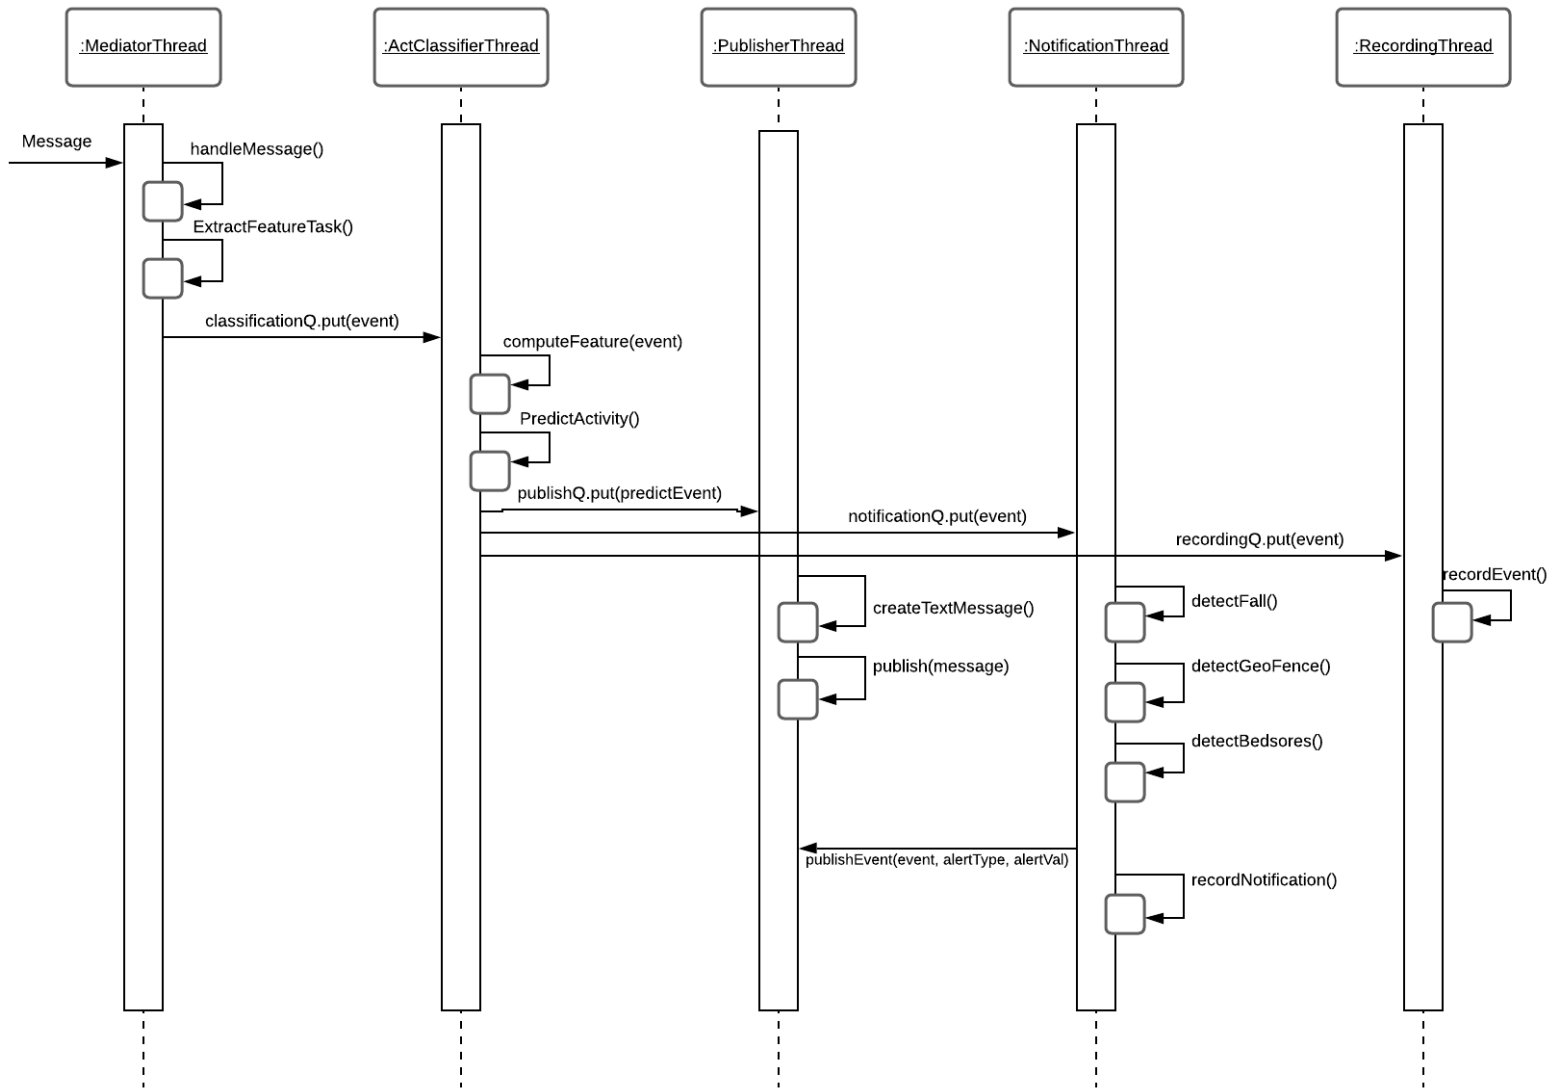 :MediatorThread
:ActClassifierThread
:PublisherThread
:NotificationThread
:RecordingThread
Message
handleMessage()
ExtractFeatureTask()
classificationQ.put(event)
computeFeature(event)
PredictActivity()
publishQ.put(predictEvent)
notificationQ.put(event)
recordingQ.put(event)
recordEvent()
createTextMessage()
detectFall()
publish(message)
detectGeoFence()
detectBedsores()
publishEvent(event, alertType, alertVal)
recordNotification()